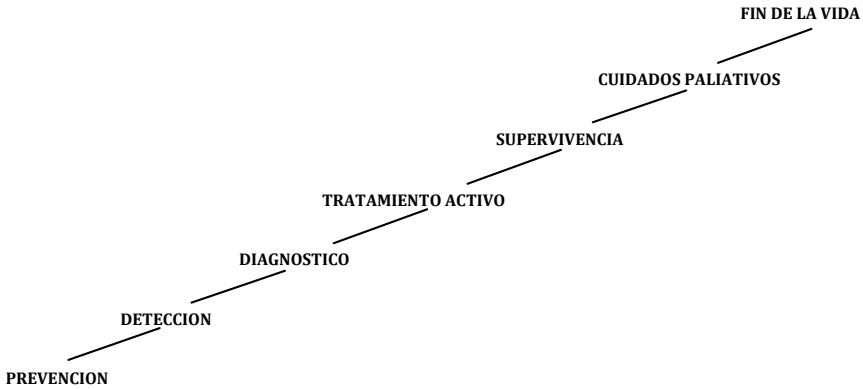 FIN DE LA VIDA
CUIDADOS PALIATIVOS
SUPERVIVENCIA
TRATAMIENTO ACTIVO
DIAGNOSTICO
DETECCION
PREVENCION